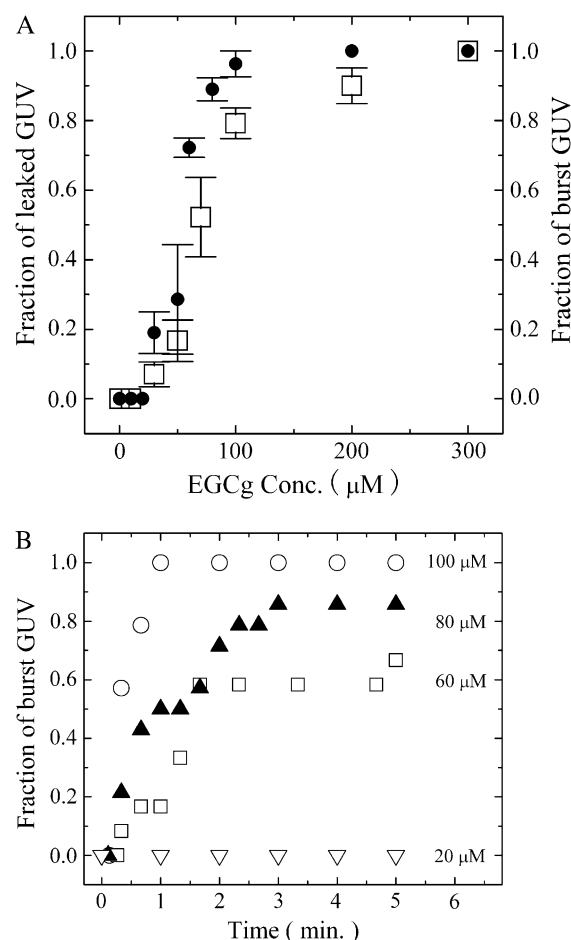 A
Fraction of leaked GUV
1.0
0.8
0.6
0.4
0.2
0.0
1.0
0.8
0.6
0.4
0.2
0.0
Fraction of burst GUV
0 100 200 300
EGCg Conc. ( μM )
B
Fraction of burst GUV
1.0
0.8
0.6
0.4
0.2
0.0
100 μM
80 μM
60 μM
20 μM
0 1 2 3 4 5 6
Time ( min. )